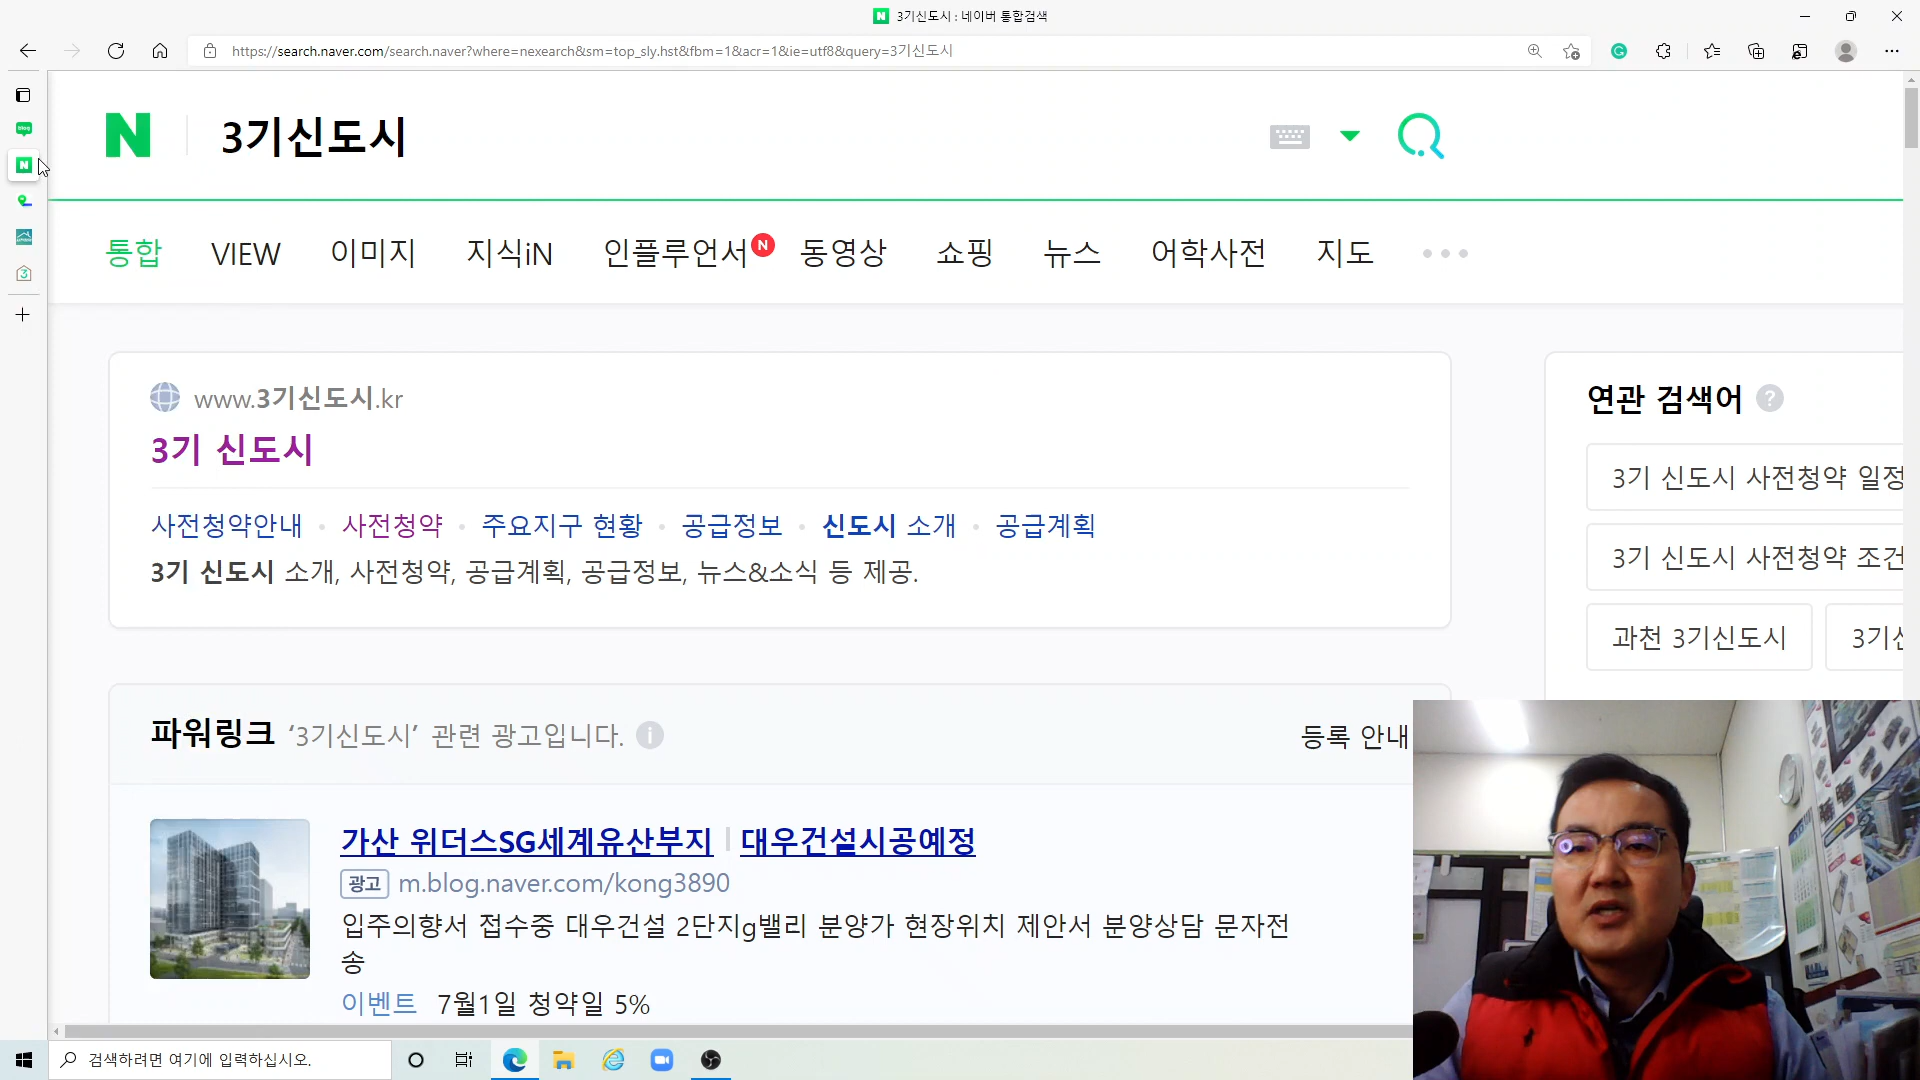 3기신도시 : 네이버 통합검색
https://search.naver.com/search.naver?where=nexearch&sm=top_sly.hst&fbm=1&acr=1&ie=utf8&query=3기신도시
blog
N
N 3기신도시
통합 VIEW 이미지 지식iN 인플루언서 N 동영상 쇼핑 뉴스 어학사전 지도
www.3기신도시.kr
3기 신도시
사전청약안내 · 사전청약 · 주요지구 현황 · 공급정보 · 신도시 소개 · 공급계획
3기 신도시 소개, 사전청약, 공급계획, 공급정보, 뉴스&소식 등 제공.
연관 검색어 ?
3기 신도시 사전청약 일정
3기 신도시 사전청약 조건
과천 3기신도시 3기신
파워링크 ‘3기신도시’ 관련 광고입니다. i 등록 안내
가산 위더스SG세계유산부지 | 대우건설시공예정
광고 m.blog.naver.com/kong3890
입주의향서 접수중 대우건설 2단지g밸리 분양가 현장위치 제안서 분양상담 문자전
송
이벤트 7월1일 청약일 5%
검색하려면 여기에 입력하십시오.